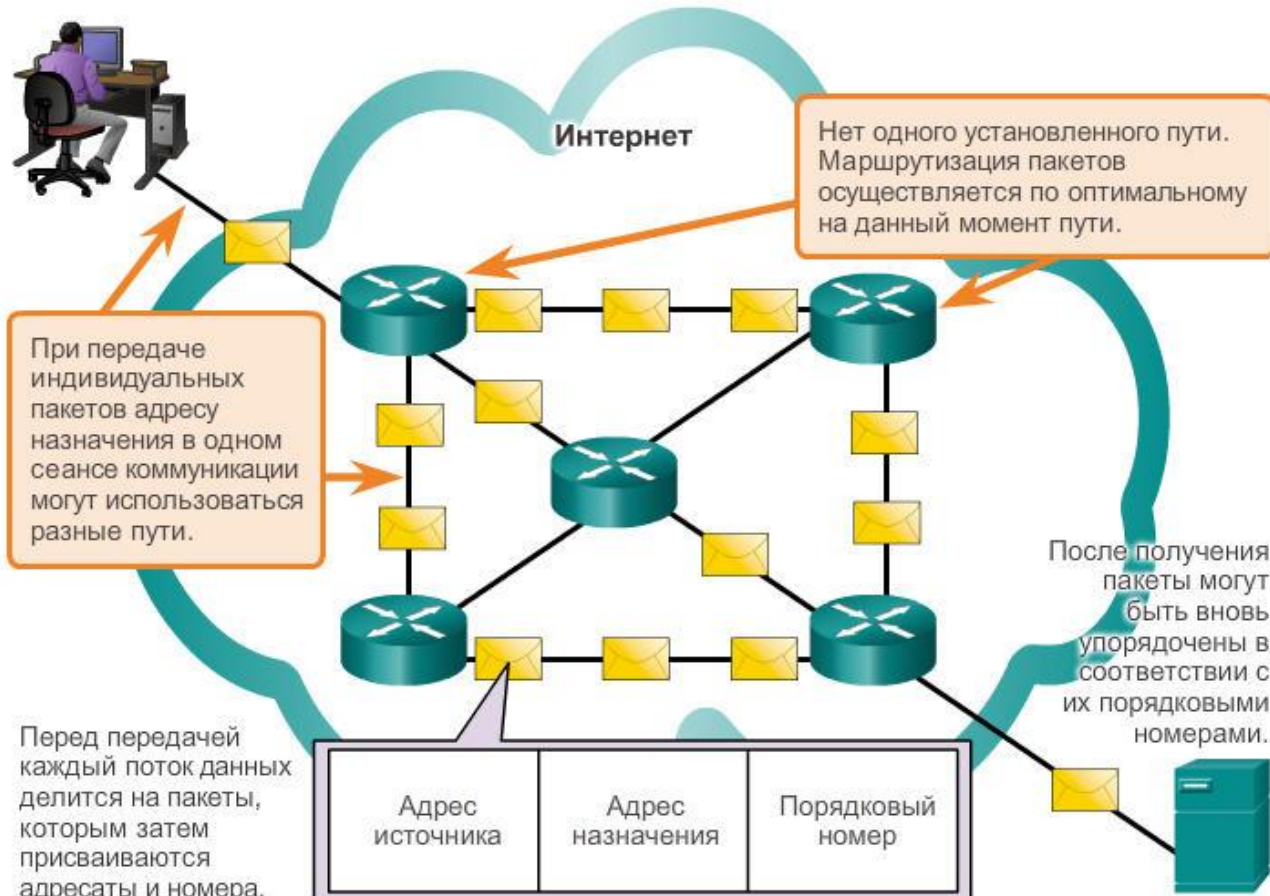 Интернет
Нет одного установленного пути.
Маршрутизация пакетов
осуществляется по оптимальному
на данный момент пути.
При передаче
индивидуальных
пакетов адресу
назначения в одном
сеансе коммуникации
могут использоваться
разные пути.
После получения
пакеты могут
быть вновь
упорядочены в
соответствии с
их порядковыми
номерами.
Перед передачей
каждый поток данных
делится на пакеты,
которым затем
присваиваются
адресаты и номера.
Адрес
источника
Адрес
назначения
Порядковый
номер